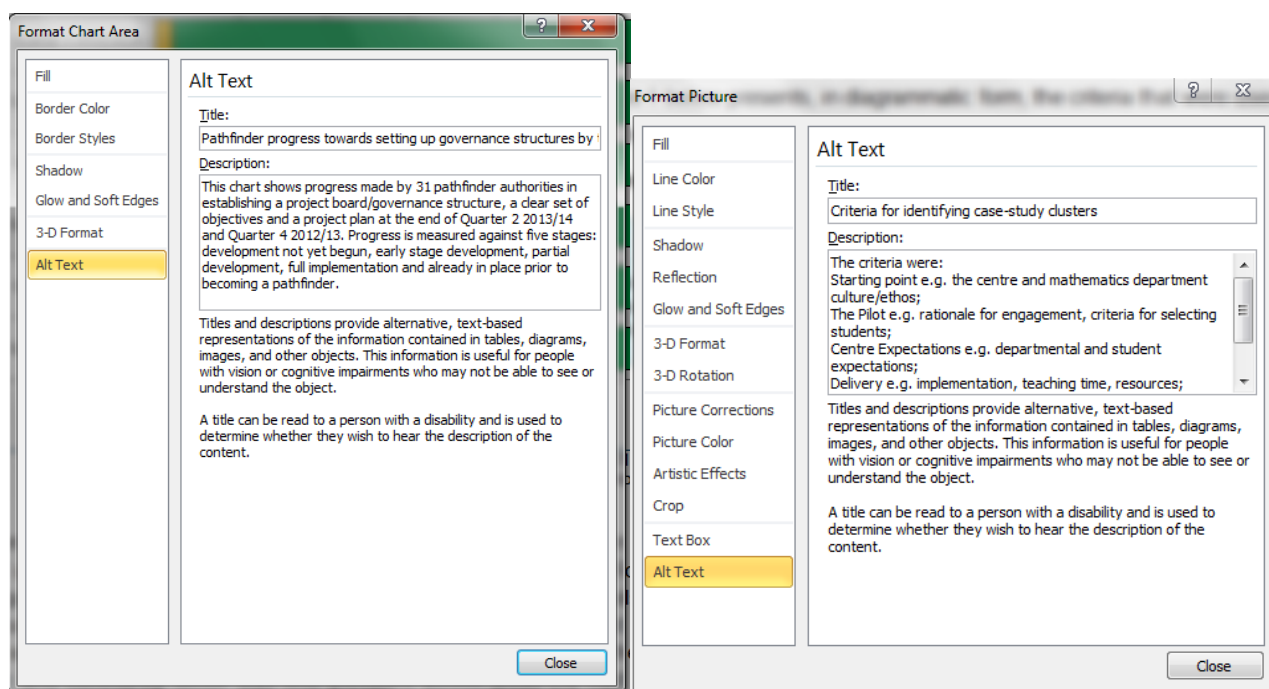 Format Chart Area
Fill
Border Color
Border Styles
Shadow
Glow and Soft Edges
3-D Format
Alt Text
Alt Text
Title:
Pathfinder progress towards setting up governance structures by
Description:
This chart shows progress made by 31 pathfinder authorities in
establishing a project board/governance structure, a clear set of
objectives and a project plan at the end of Quarter 2 2013/14
and Quarter 4 2012/13. Progress is measured against five stages:
development not yet begun, early stage development, partial
development, full implementation and already in place prior to
becoming a pathfinder.
Titles and descriptions provide alternative, text-based
representations of the information contained in tables, diagrams,
images, and other objects. This information is useful for people
with vision or cognitive impairments who may not be able to see or
understand the object.
A title can be read to a person with a disability and is used to
determine whether they wish to hear the description of the
content.
Close
Format Picture
in diagrammatic form, the criteria that
Fill
Line Color
Line Style
Shadow
Reflection
Glow and Soft Edges
3-D Format
3-D Rotation
Picture Corrections
Picture Color
Artistic Effects
Crop
Text Box
Alt Text
Alt Text
Title:
Criteria for identifying case-study clusters
Description:
The criteria were:
Starting point e.g. the centre and mathematics department
culture/ethos;
The Pilot e.g. rationale for engagement, criteria for selecting
students;
Centre Expectations e.g. departmental and student
expectations;
Delivery e.g. implementation, teaching time, resources;
Titles and descriptions provide alternative, text-based
representations of the information contained in tables, diagrams,
images, and other objects. This information is useful for people
with vision or cognitive impairments who may not be able to see or
understand the object.
A title can be read to a person with a disability and is used to
determine whether they wish to hear the description of the
content.
Close